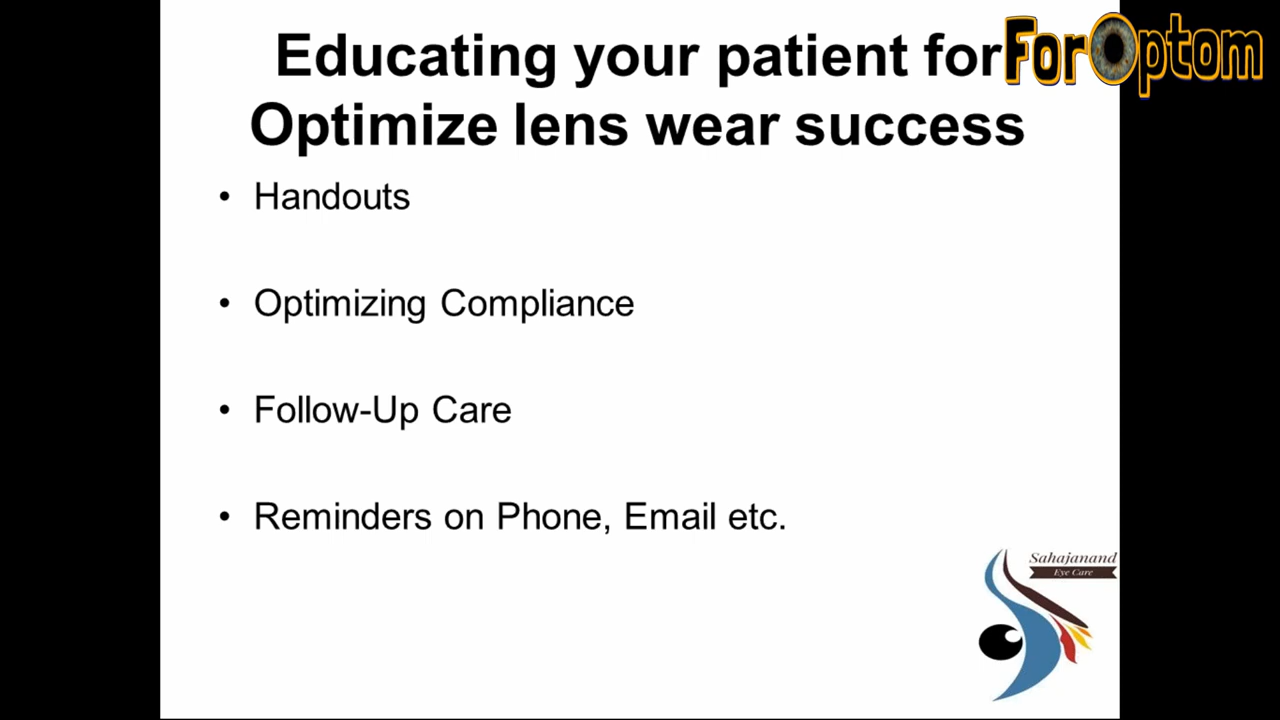 Educating your patient for
Optimize lens wear success
ForOptom
• Handouts
• Optimizing Compliance
• Follow-Up Care
• Reminders on Phone, Email etc.
Sahajanand
Eye Care